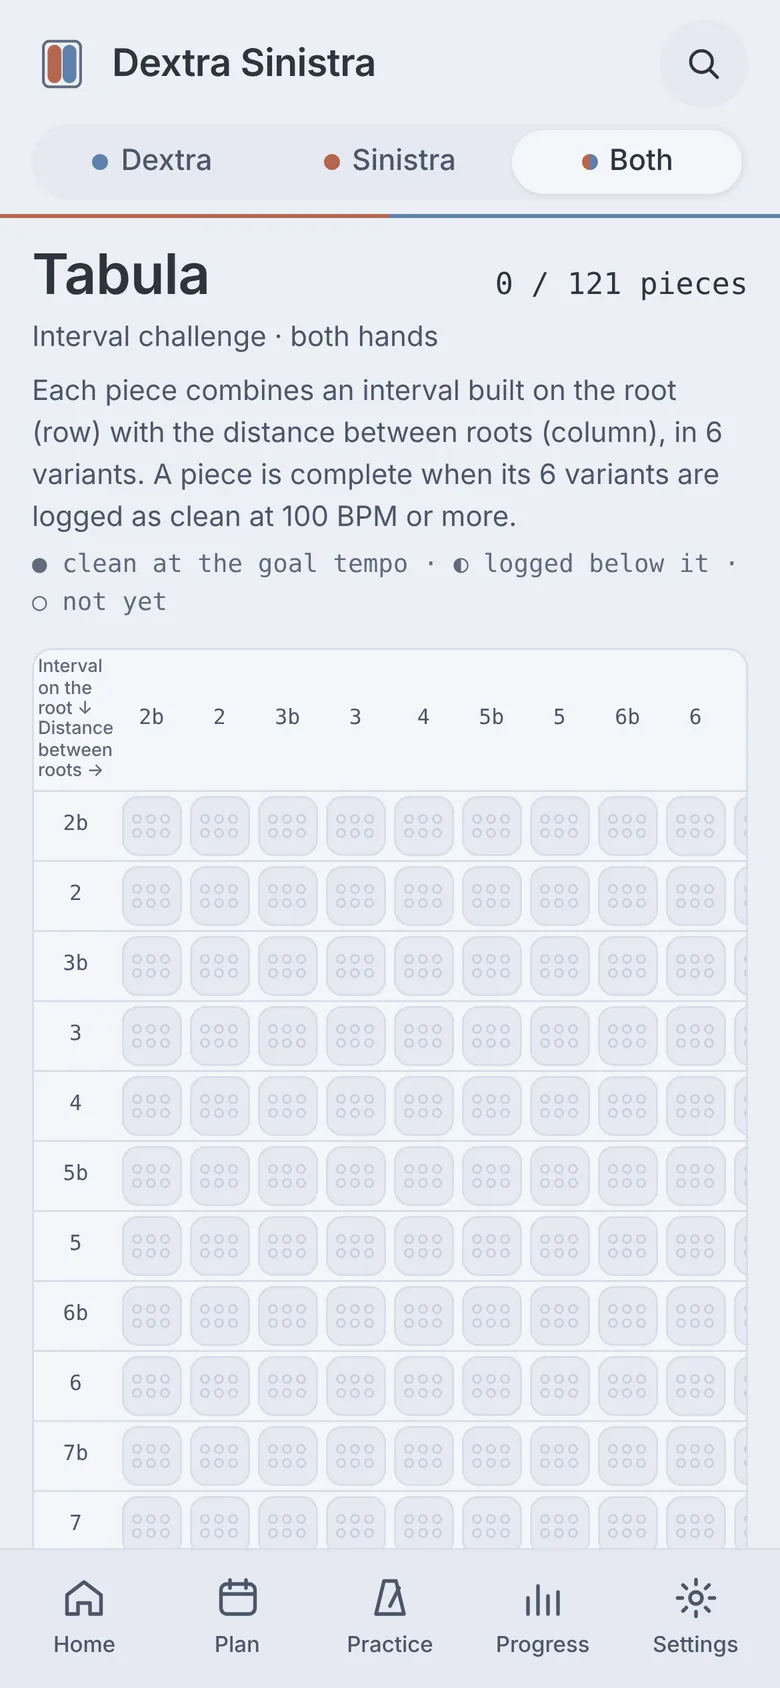 Dextra Sinistra
Dextra
Sinistra
Both
Tabula
0 / 121 pieces
Interval challenge · both hands
Each piece combines an interval built on the root
(row) with the distance between roots (column), in 6
variants. A piece is complete when its 6 variants are
logged as clean at 100 BPM or more.
● clean at the goal tempo · ◐ logged below it ·
○ not yet
Interval
on the
root ↓
Distance
between
roots →
2b 2 3b 3 4 5b 5 6b 6
2b
2
3b
3
4
5b
5
6b
6
7b
7
Home
Plan
Practice
Progress
Settings